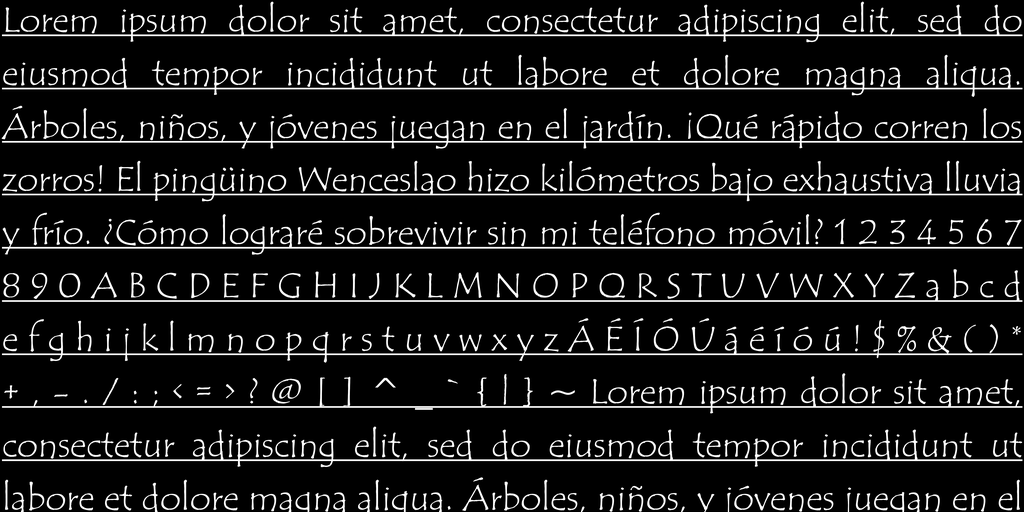 Lorem ipsum dolor sit amet, consectetur adipiscing elit, sed do
eiusmod tempor incididunt ut labore et dolore magna aliqua.
Árboles, niños, y jóvenes juegan en el jardín. ¡Qué rápido corren los
zorros! El pingüino Wenceslao hizo kilómetros bajo exhaustiva lluvia
y frío. ¿Cómo lograré sobrevivir sin mi teléfono móvil? 1 2 3 4 5 6 7
8 9 0 A B C D E F G H I J K L M N O P Q R S T U V W X Y Z a b c d
e f g h i j k l m n o p q r s t u v w x y z Á É Í Ó Ú á é í ó ú ! $ % & ( ) *
+ , - . / : ; < = > ? @ [ ] ^ _ ` { | } ~ Lorem ipsum dolor sit amet,
consectetur adipiscing elit, sed do eiusmod tempor incididunt ut
labore et dolore magna aliqua. Árboles, niños, y jóvenes juegan en el